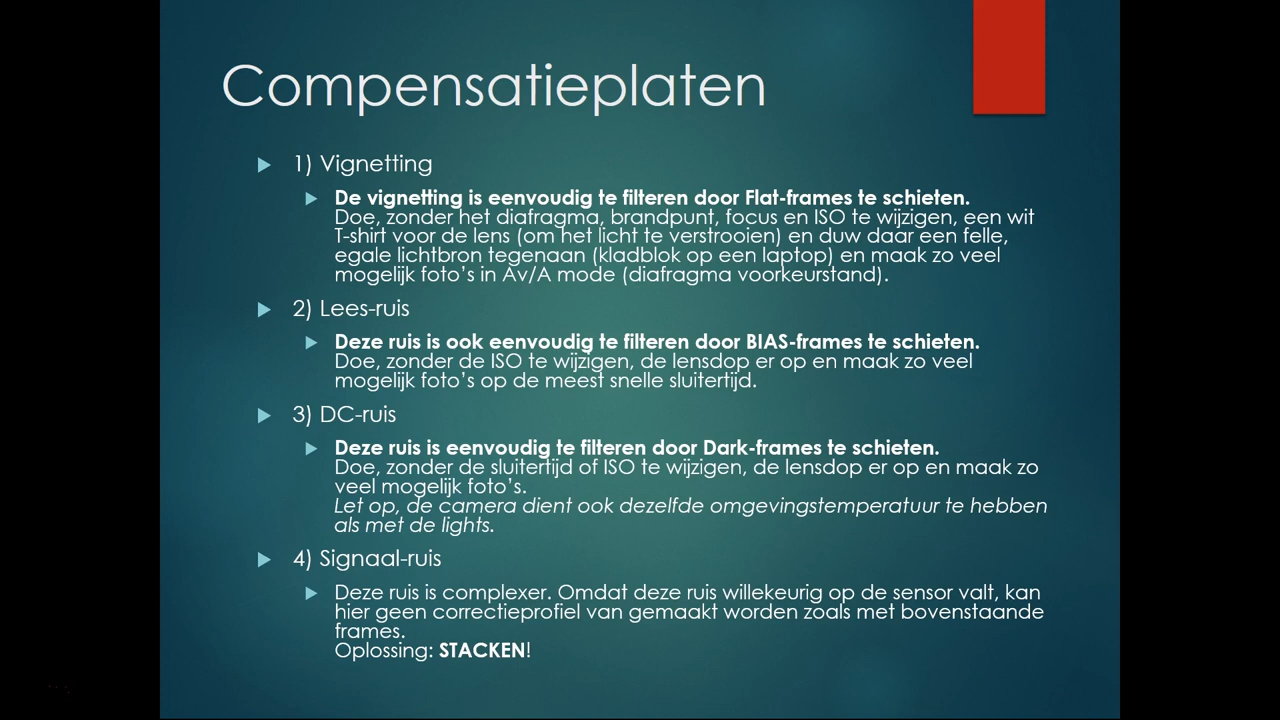 Compensatieplaten
1) Vignetting
De vignetting is eenvoudig te filteren door Flat-frames te schieten.
Doe, zonder het diafragma, brandpunt, focus en ISO te wijzigen, een wit
T-shirt voor de lens (om het licht te verstrooien) en duw daar een felle,
egale lichtbron tegenaan (kladblok op een laptop) en maak zo veel
mogelijk foto's in Av/A mode (diafragma voorkeurstand).
2) Lees-ruis
Deze ruis is ook eenvoudig te filteren door BIAS-frames te schieten.
Doe, zonder de ISO te wijzigen, de lensdop er op en maak zo veel
mogelijk foto's op de meest snelle sluitertijd.
3) DC-ruis
Deze ruis is eenvoudig te filteren door Dark-frames te schieten.
Doe, zonder de sluitertijd of ISO te wijzigen, de lensdop er op en maak zo
veel mogelijk foto's.
Let op, de camera dient ook dezelfde omgevingstemperatuur te hebben
als met de lights.
4) Signaal-ruis
Deze ruis is complexer. Omdat deze ruis willekeurig op de sensor valt, kan
hier geen correctieprofiel van gemaakt worden zoals met bovenstaande
frames.
Oplossing: STACKEN!